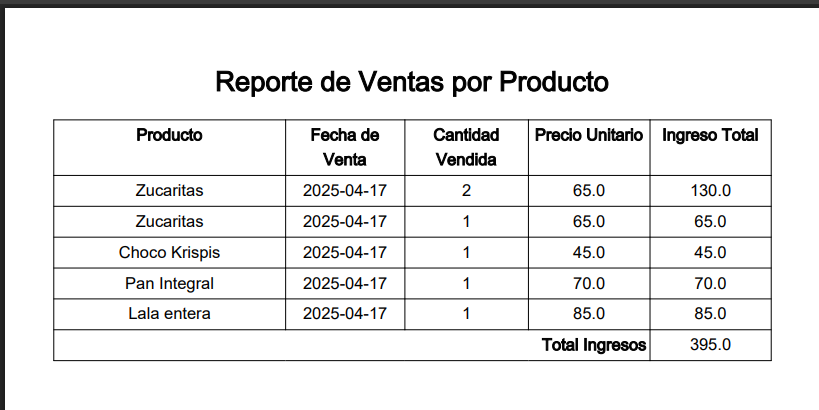 Reporte de Ventas por Producto
Producto Fecha de Venta Cantidad Vendida Precio Unitario Ingreso Total
Zucaritas 2025-04-17 2 65.0 130.0
Zucaritas 2025-04-17 1 65.0 65.0
Choco Krispis 2025-04-17 1 45.0 45.0
Pan Integral 2025-04-17 1 70.0 70.0
Lala entera 2025-04-17 1 85.0 85.0
Total Ingresos 395.0